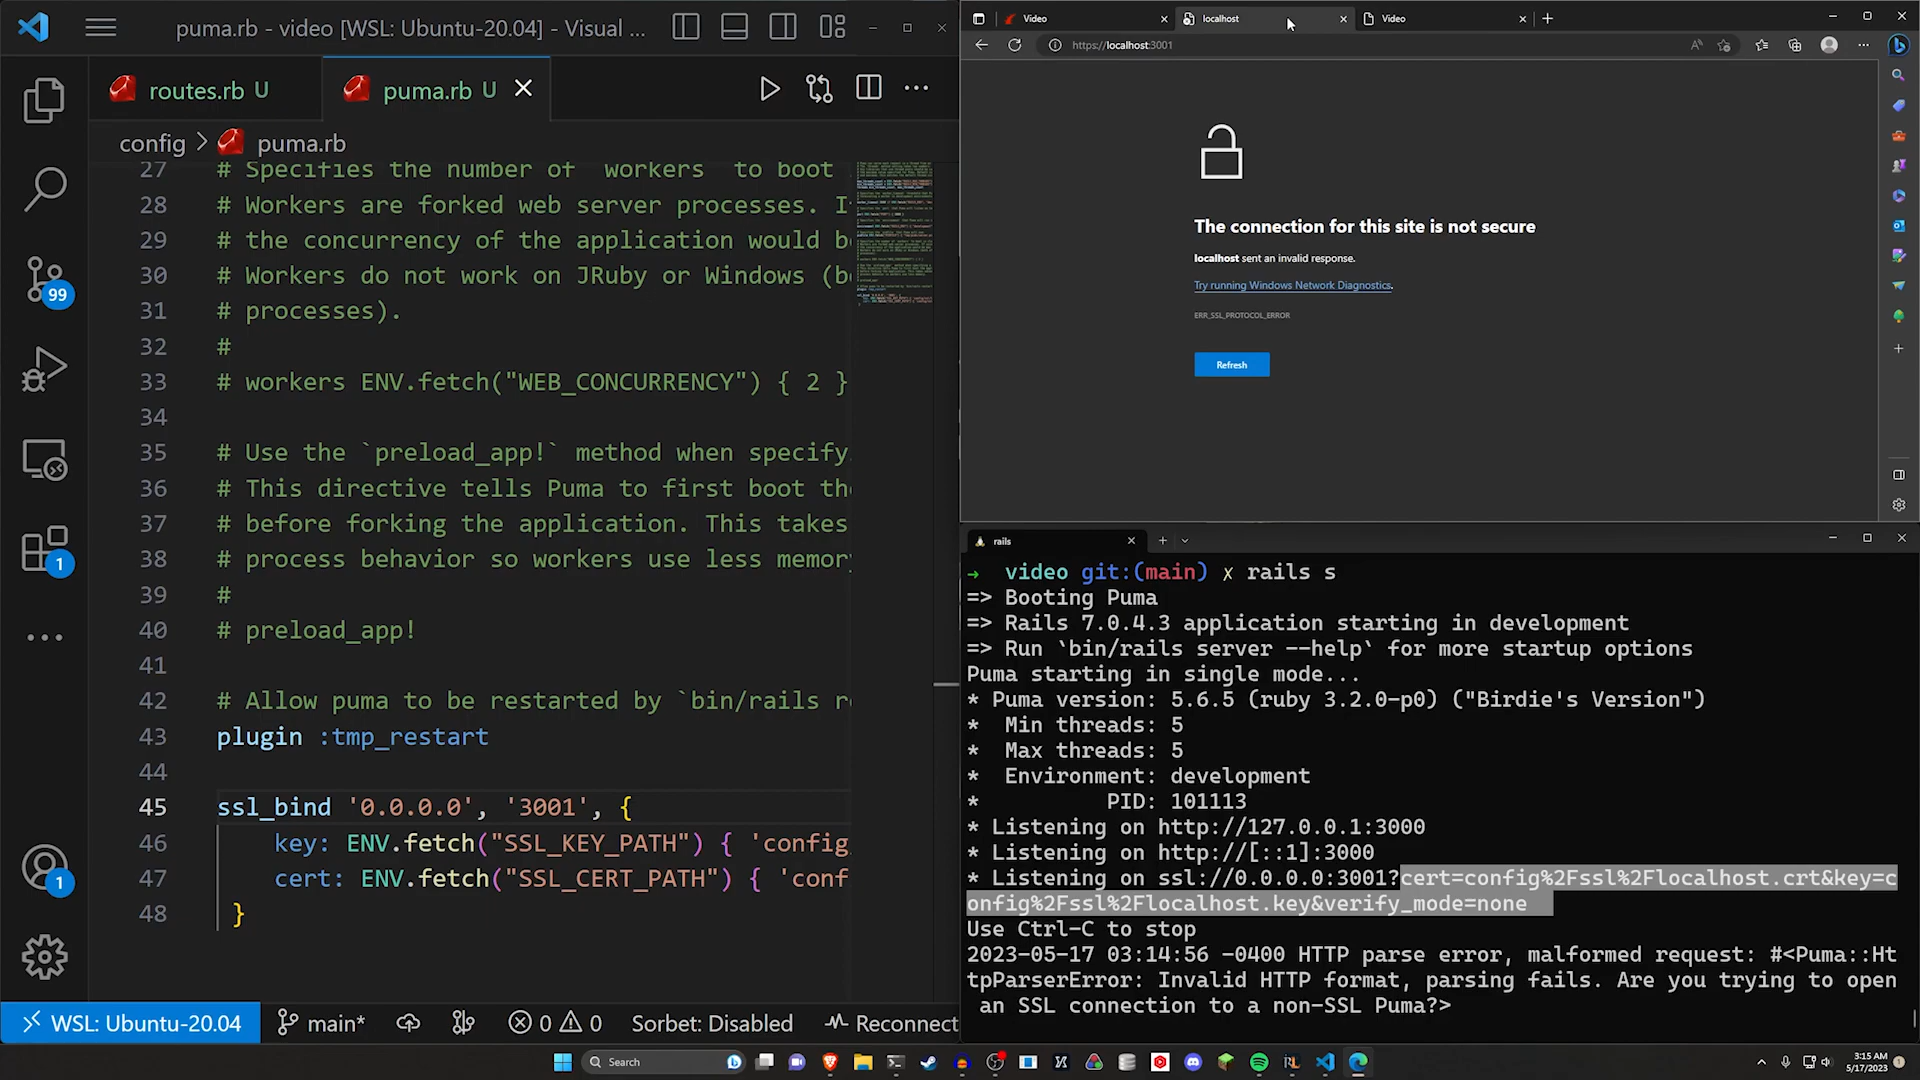 puma.rb - video [WSL: Ubuntu-20.04] - Visual ...
routes.rb U
puma.rb U
config > puma.rb
27 # Specifies the number of `workers` to boot
28 # Workers are forked web server processes. I
29 # the concurrency of the application would b
30 # Workers do not work on JRuby or Windows (b
31 # processes).
32 #
33 # workers ENV.fetch("WEB_CONCURRENCY") { 2 }
34
35 # Use the `preload_app!` method when specify
36 # This directive tells Puma to first boot th
37 # before forking the application. This takes
38 # process behavior so workers use less memor
39 #
40 # preload_app!
41
42 # Allow puma to be restarted by `bin/rails r
43 plugin :tmp_restart
44
45 ssl_bind '0.0.0.0', '3001', {
46 key: ENV.fetch("SSL_KEY_PATH") { 'config
47 cert: ENV.fetch("SSL_CERT_PATH") { 'conf
48 }
99
1
1
WSL: Ubuntu-20.04
main*
0
0
Sorbet: Disabled
Reconnect
Video
localhost
Video
https://localhost:3001
The connection for this site is not secure
localhost sent an invalid response.
Try running Windows Network Diagnostics.
ERR_SSL_PROTOCOL_ERROR
Refresh
rails
→ video git:(main) ✗ rails s
=> Booting Puma
=> Rails 7.0.4.3 application starting in development
=> Run `bin/rails server --help` for more startup options
Puma starting in single mode...
* Puma version: 5.6.5 (ruby 3.2.0-p0) ("Birdie's Version")
* Min threads: 5
* Max threads: 5
* Environment: development
* PID: 101113
* Listening on http://127.0.0.1:3000
* Listening on http://[::1]:3000
* Listening on ssl://0.0.0.0:3001?cert=config%2Fssl%2Flocalhost.crt&key=c
onfig%2Fssl%2Flocalhost.key&verify_mode=none
Use Ctrl-C to stop
2023-05-17 03:14:56 -0400 HTTP parse error, malformed request: #<Puma::Ht
tpParserError: Invalid HTTP format, parsing fails. Are you trying to open
an SSL connection to a non-SSL Puma?>
Search
3:15 AM
5/17/2023